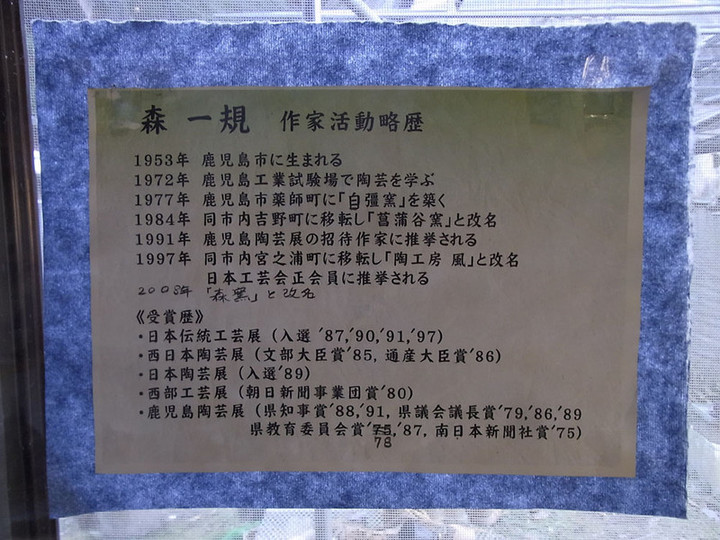 森 一規 作家活動略歴
1953年 鹿児島市に生まれる
1972年 鹿児島工業試験場で陶芸を学ぶ
1977年 鹿児島市薬師町に「自彊窯」を築く
1984年 同市内吉野町に移転し「菖蒲谷窯」と改名
1991年 鹿児島陶芸展の招待作家に推挙される
1997年 同市内宮之浦町に移転し「陶工房 風」と改名
日本工芸会正会員に推挙される
2008年 「森窯」と改名
《受賞歴》
・日本伝統工芸展（入選 '87,'90,'91,'97）
・西日本陶芸展（文部大臣賞'85, 通産大臣賞'86）
・日本陶芸展（入選'89）
・西部工芸展（朝日新聞事業団賞'80）
・鹿児島陶芸展（県知事賞'88,'91, 県議会議長賞'79,'86,'89
県教育委員会賞'75,'87, 南日本新聞社賞'75）
78